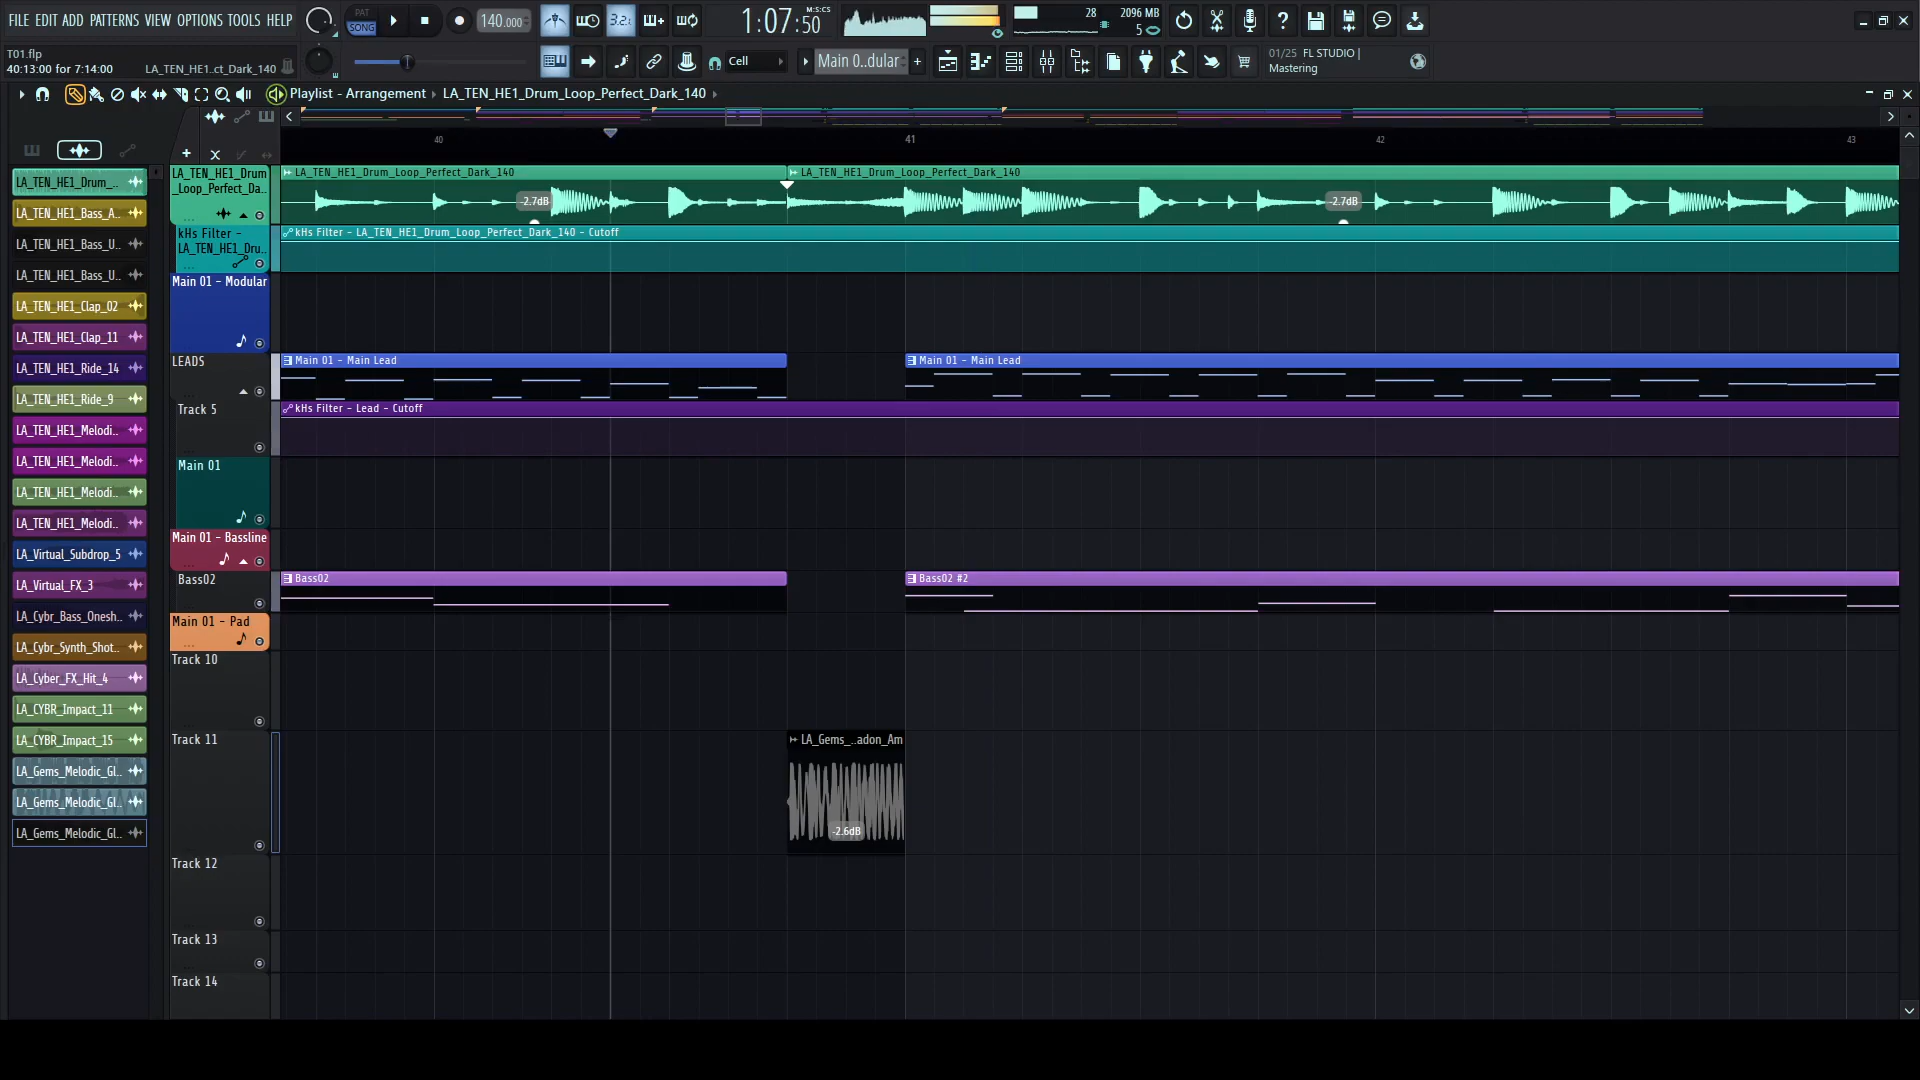 FILE EDIT ADD PATTERNS VIEW OPTIONS TOOLS HELP
PAT
SONG
140.000
3.2:
1:07:50
M:S:CS
28
2096 MB
5
T01.flp
40:13:00 for 7:14:00
LA_TEN_HE1..ct_Dark_140
Cell
Main 0..dular
+
01/25 FL STUDIO |
Mastering
Playlist - Arrangement
LA_TEN_HE1_Drum_Loop_Perfect_Dark_140
40
41
42
43
LA_TEN_HE1_Drum_..
LA_TEN_HE1_Bass_A..
LA_TEN_HE1_Bass_U..
LA_TEN_HE1_Bass_U..
LA_TEN_HE1_Clap_02
LA_TEN_HE1_Clap_11
LA_TEN_HE1_Ride_14
LA_TEN_HE1_Ride_9
LA_TEN_HE1_Melodi..
LA_TEN_HE1_Melodi..
LA_TEN_HE1_Melodi..
LA_TEN_HE1_Melodi..
LA_Virtual_Subdrop_5
LA_Virtual_FX_3
LA_Cybr_Bass_Onesh..
LA_Cybr_Synth_Shot..
LA_Cyber_FX_Hit_4
LA_CYBR_Impact_11
LA_CYBR_Impact_15
LA_Gems_Melodic_Gl..
LA_Gems_Melodic_Gl..
LA_Gems_Melodic_Gl..
LA_TEN_HE1_Drum
_Loop_Perfect_Da..
LA_TEN_HE1_Drum_Loop_Perfect_Dark_140
LA_TEN_HE1_Drum_Loop_Perfect_Dark_140
-2.7dB
-2.7dB
kHs Filter -
LA_TEN_HE1_Dru..
kHs Filter - LA_TEN_HE1_Drum_Loop_Perfect_Dark_140 - Cutoff
Main 01 - Modular
LEADS
Main 01 - Main Lead
Main 01 - Main Lead
Track 5
kHs Filter - Lead - Cutoff
Main 01
Main 01 - Bassline
Bass02
Bass02
Bass02 #2
Main 01 - Pad
Track 10
Track 11
LA_Gems_..adon_Am
-2.6dB
Track 12
Track 13
Track 14